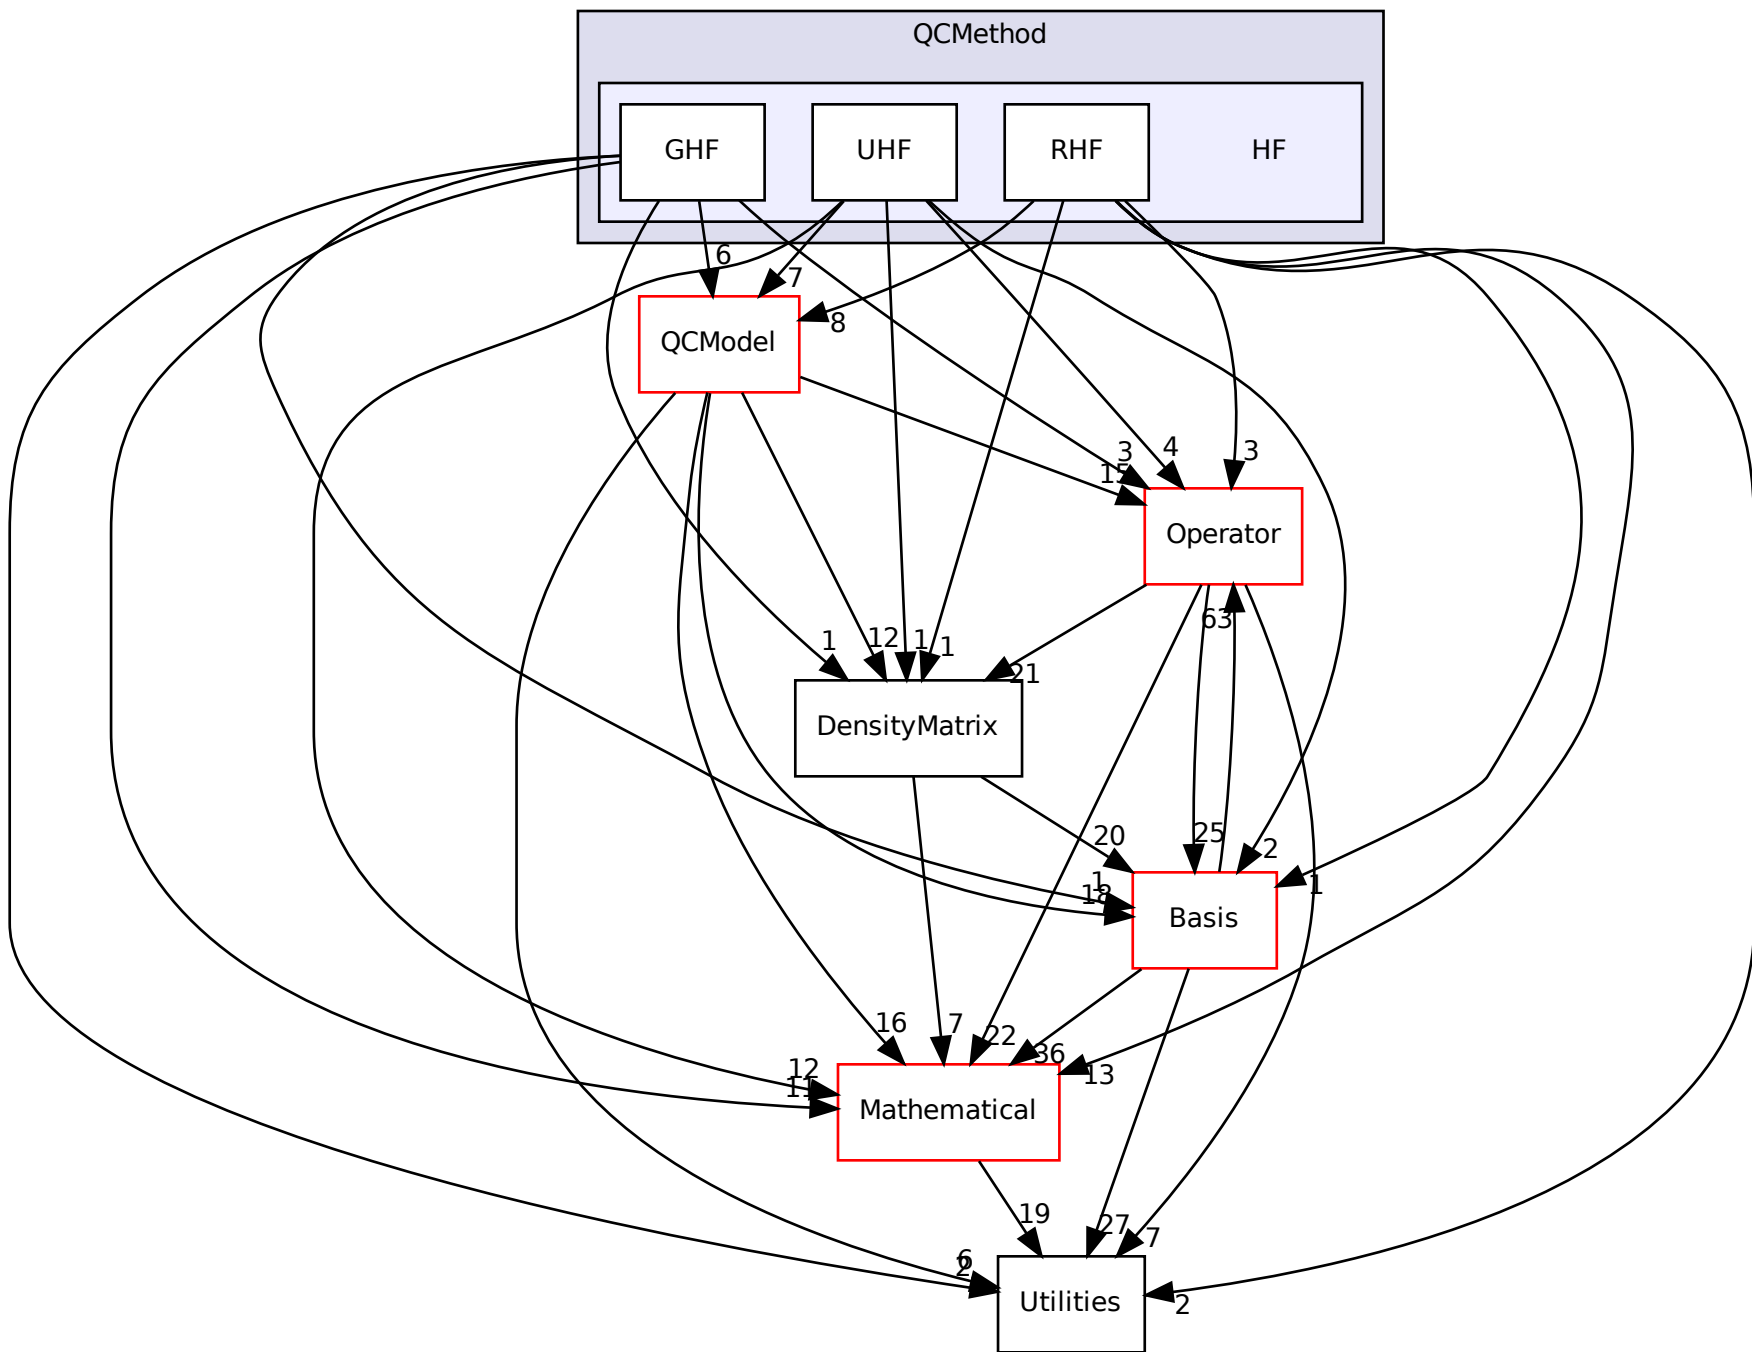 QCMethod
GHF
UHF
RHF
HF
6
7
8
QCModel
3
4
3
15
Operator
63
1
12
1
1
21
DensityMatrix
20
25
2
1
18
1
Basis
16
7
22
36
13
12
11
Mathematical
19
27
7
6
2
2
Utilities